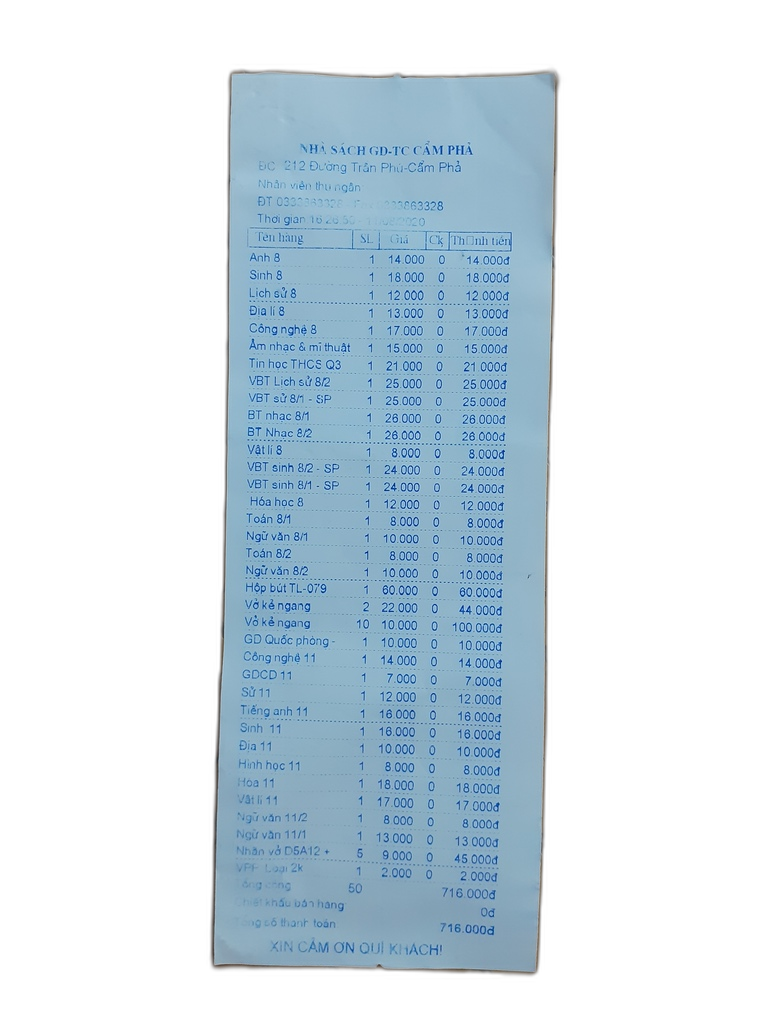 NHÀ SÁCH GD-TC CẨM PHẢ
ĐC 212 Đường Trần Phú-Cẩm Phả
Nhân viên thu ngân
ĐT 0333863328 0333863328
Thời gian 16.26.50
Tên hàng SL Giá Ck Th□nh tiền
Anh 8 1 14.000 0 14.000đ
Sinh 8 1 18.000 0 18.000đ
Lịch sử 8 1 12.000 0 12.000đ
Địa lí 8 1 13.000 0 13.000đ
Công nghệ 8 1 17.000 0 17.000đ
Âm nhạc & mĩ thuật 1 15.000 0 15.000đ
Tin học THCS Q3 1 21.000 0 21.000đ
VBT Lịch sử 8/2 1 25.000 0 25.000đ
VBT sử 8/1 - SP 1 25.000 0 25.000đ
BT nhạc 8/1 1 26.000 0 26.000đ
BT Nhạc 8/2 1 26.000 0 26.000đ
Vật lí 8 1 8.000 0 8.000đ
VBT sinh 8/2 - SP 1 24.000 0 24.000đ
VBT sinh 8/1 - SP 1 24.000 0 24.000đ
Hóa học 8 1 12.000 0 12.000đ
Toán 8/1 1 8.000 0 8.000đ
Ngữ văn 8/1 1 10.000 0 10.000đ
Toán 8/2 1 8.000 0 8.000đ
Ngữ văn 8/2 1 10.000 0 10.000đ
Hộp bút TL-079 1 60.000 0 60.000đ
Vở kẻ ngang 2 22.000 0 44.000đ
Vở kẻ ngang 10 10.000 0 100.000đ
GD Quốc phòng - 1 10.000 0 10.000đ
Công nghệ 11 1 14.000 0 14.000đ
GDCD 11 1 7.000 0 7.000đ
Sử 11 1 12.000 0 12.000đ
Tiếng anh 11 1 16.000 0 16.000đ
Sinh 11 1 16.000 0 16.000đ
Địa 11 1 10.000 0 10.000đ
Hình học 11 1 8.000 0 8.000đ
Hóa 11 1 18.000 0 18.000đ
Vật lí 11 1 17.000 0 17.000đ
Ngữ văn 11/2 1 8.000 0 8.000đ
Ngữ văn 11/1 1 13.000 0 13.000đ
Nhãn vở D5A12 + 5 9.000 0 45.000đ
VPP Loại 2k 1 2.000 0 2.000đ
Tổng cộng 50 716.000đ
Chiết khấu bán hàng 0đ
Tổng số thanh toán 716.000đ
XIN CẢM ƠN QUÍ KHÁCH!